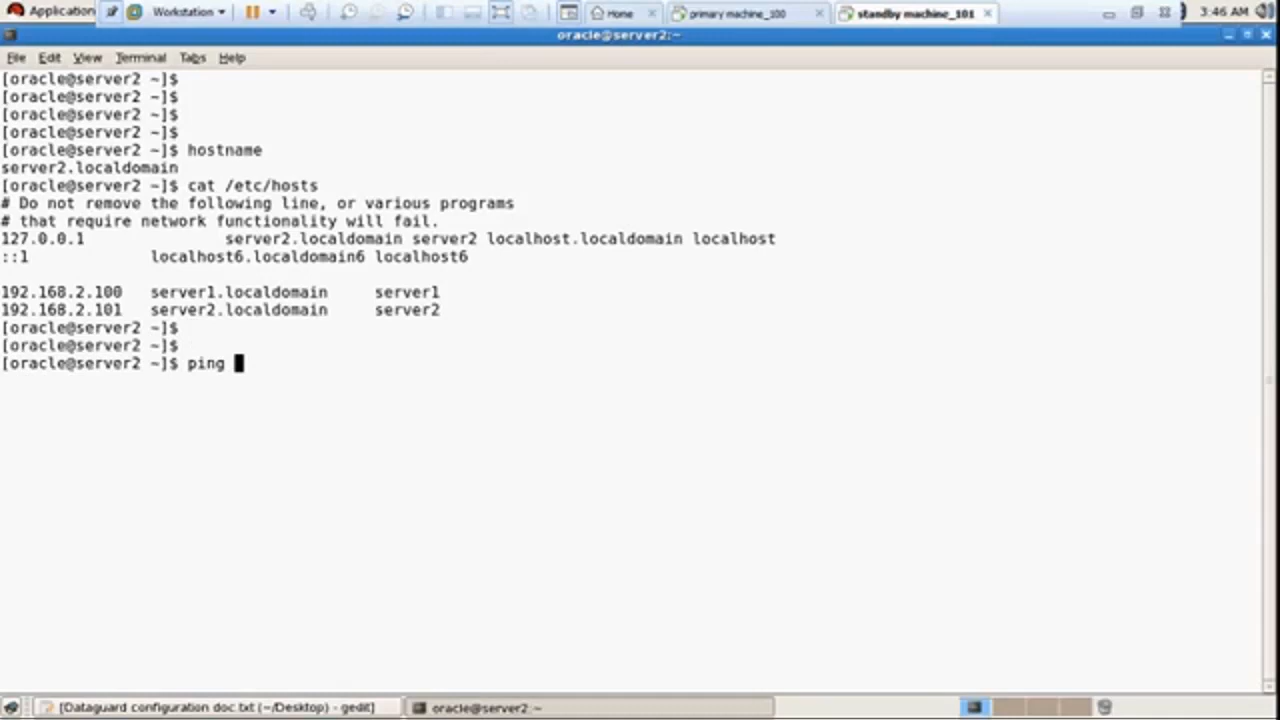 Application Workstation Home primary machine_100 standby machine_101 3:46 AM
oracle@server2:~
File Edit View Terminal Tabs Help
[oracle@server2 ~]$
[oracle@server2 ~]$
[oracle@server2 ~]$
[oracle@server2 ~]$
[oracle@server2 ~]$ hostname
server2.localdomain
[oracle@server2 ~]$ cat /etc/hosts
# Do not remove the following line, or various programs
# that require network functionality will fail.
127.0.0.1 server2.localdomain server2 localhost.localdomain localhost
::1 localhost6.localdomain6 localhost6
192.168.2.100 server1.localdomain server1
192.168.2.101 server2.localdomain server2
[oracle@server2 ~]$
[oracle@server2 ~]$
[oracle@server2 ~]$ ping
[Dataguard configuration doc.txt (~/Desktop) - gedit] oracle@server2:~